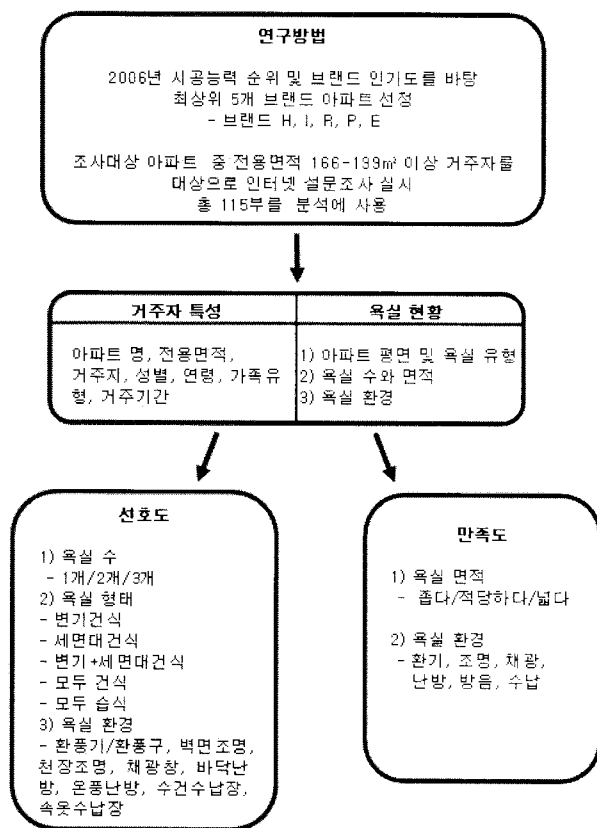 연구방법
2006년 시공능력 순위 및 브랜드 인기도를 바탕
최상위 5개 브랜드 아파트 선정
- 브랜드 H, I, R, P, E
조사대상 아파트 중 전용면적 166-199㎡ 이상 거주자를
대상으로 인터넷 설문조사 실시
총 115부를 분석에 사용
거주자 특성
아파트 명, 전용면적,
거주지, 성별, 연령, 가족유
형, 거주기간
욕실 현황
1) 아파트 평면 및 욕실 유형
2) 욕실 수와 면적
3) 욕실 환경
선호도
1) 욕실 수
- 1개/2개/3개
2) 욕실 형태
- 변기건식
- 세면대건식
- 변기+세면대건식
- 모두 건식
- 모두 습식
3) 욕실 환경
- 환풍기/환풍구, 벽면조명,
천장조명, 채광창, 바닥난
방, 온풍난방, 수건수납장,
속옷수납장
만족도
1) 욕실 면적
- 좁다/적당하다/넓다
2) 욕실 환경
- 환기, 조명, 채광,
난방, 방음, 수납